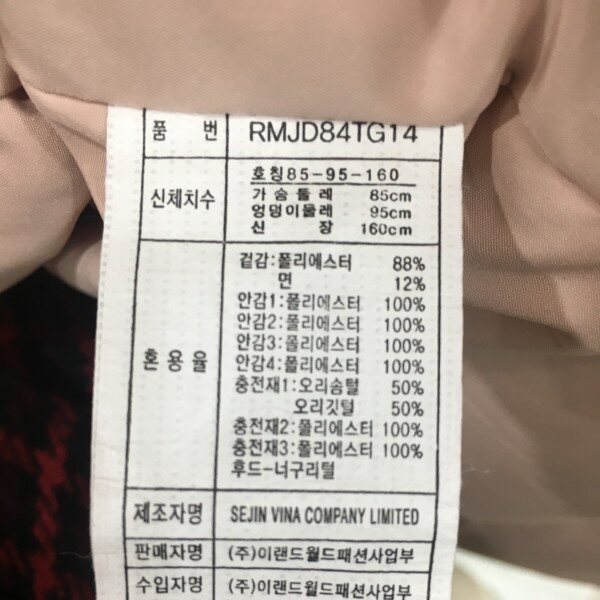 품 번 RMJD84TG14
신체치수
호칭85-95-160
가슴둘레 85cm
엉덩이둘레 95cm
신 장 160cm
혼용율
겉감:폴리에스터 88%
면 12%
안감1:폴리에스터 100%
안감2:폴리에스터 100%
안감3:폴리에스터 100%
안감4:폴리에스터 100%
충전재1:오리솜털 50%
오리깃털 50%
충전재2:폴리에스터 100%
충전재3:폴리에스터 100%
후드-너구리털
제조자명 SEJIN VINA COMPANY LIMITED
판매자명 (주)이랜드월드패션사업부
수입자명 (주)이랜드월드패션사업부